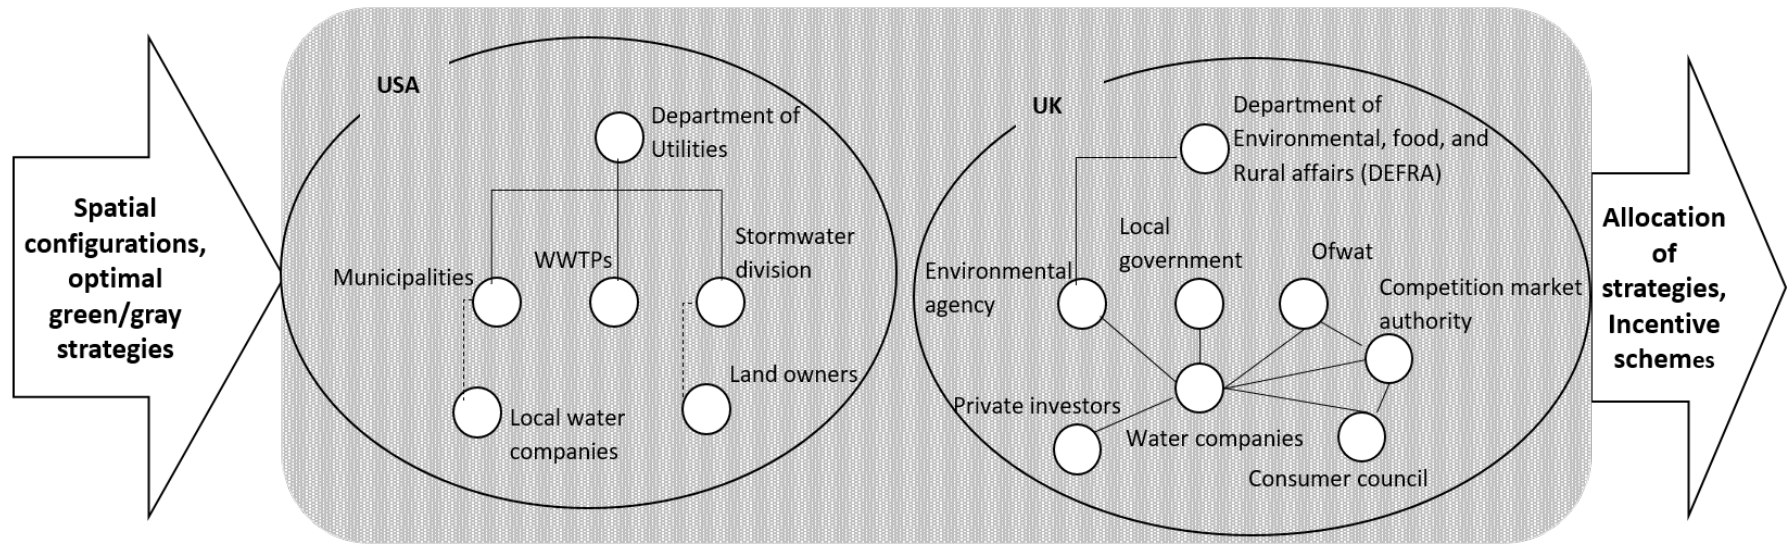 Spatial
configurations,
optimal
green/gray
strategies
USA
Department of
Utilities
Municipalities
WWTPs
Stormwater
division
Local water
companies
Land owners
UK
Department of
Environmental, food, and
Rural affairs (DEFRA)
Environmental
agency
Local
government
Ofwat
Competition market
authority
Private investors
Water companies
Consumer council
Allocation
of
strategies,
Incentive
schemes